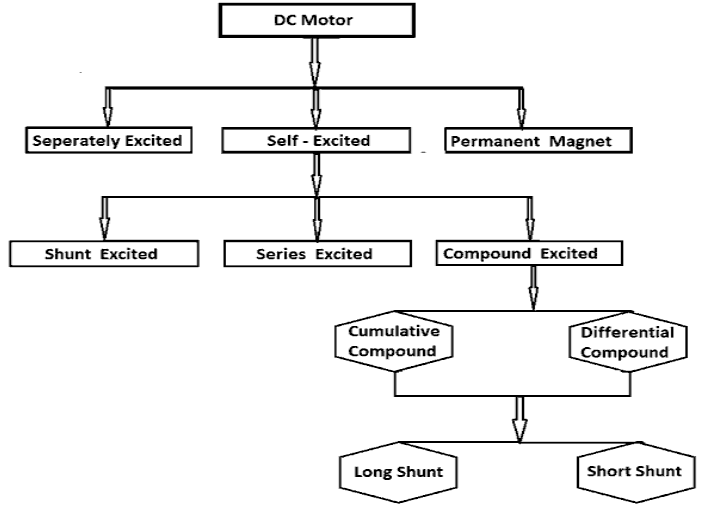 DC Motor
Seperately Excited
Self - Excited
Permanent Magnet
Shunt Excited
Series Excited
Compound Excited
Cumulative
Compound
Differential
Compound
Long Shunt
Short Shunt